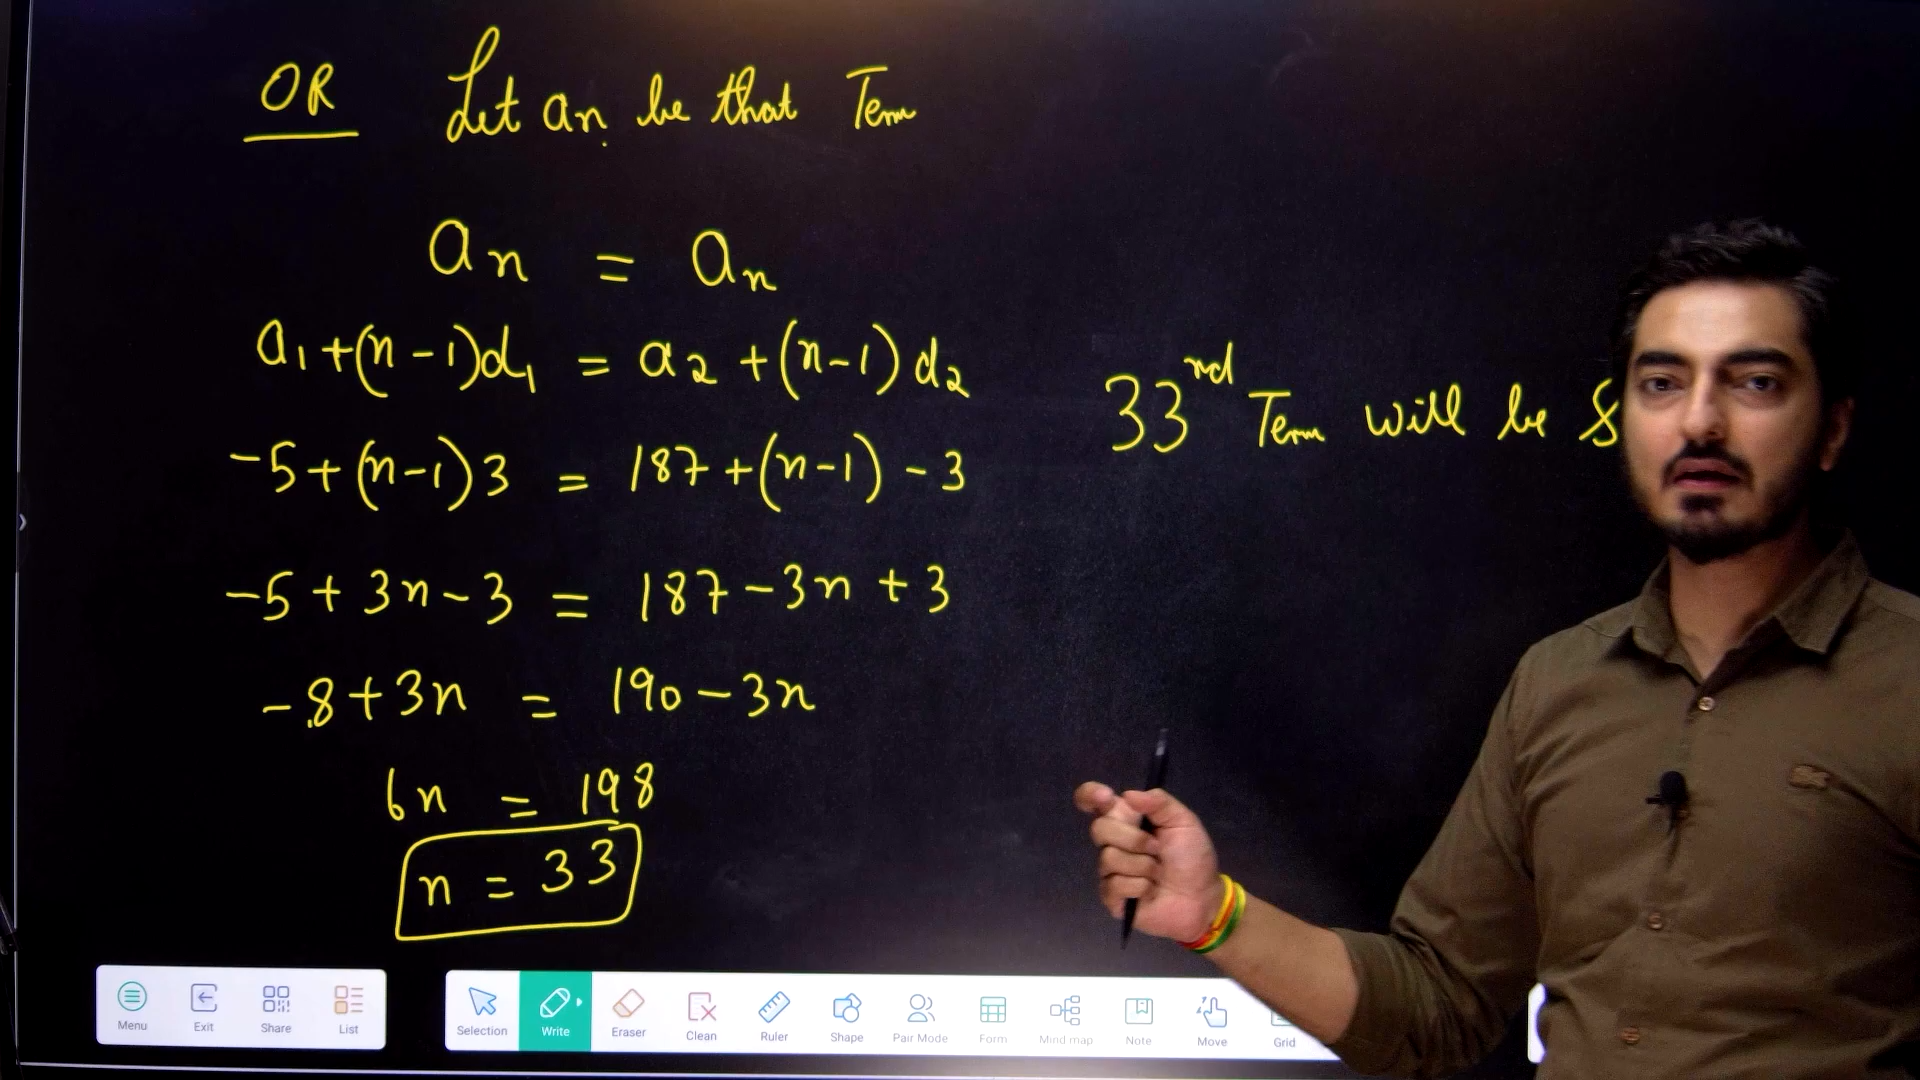 OR Let an be that Term
an = an
a1+(n-1)d1 = a2+(n-1)d2
33rd Term will be
-5+(n-1)3 = 187+(n-1)-3
-5+3n-3 = 187-3n+3
-8+3n = 190-3n
6n = 198
n = 33
Menu Exit Share List Selection Write Eraser Clean Ruler Shape Pair Mode Form Mind map Note Move Grid